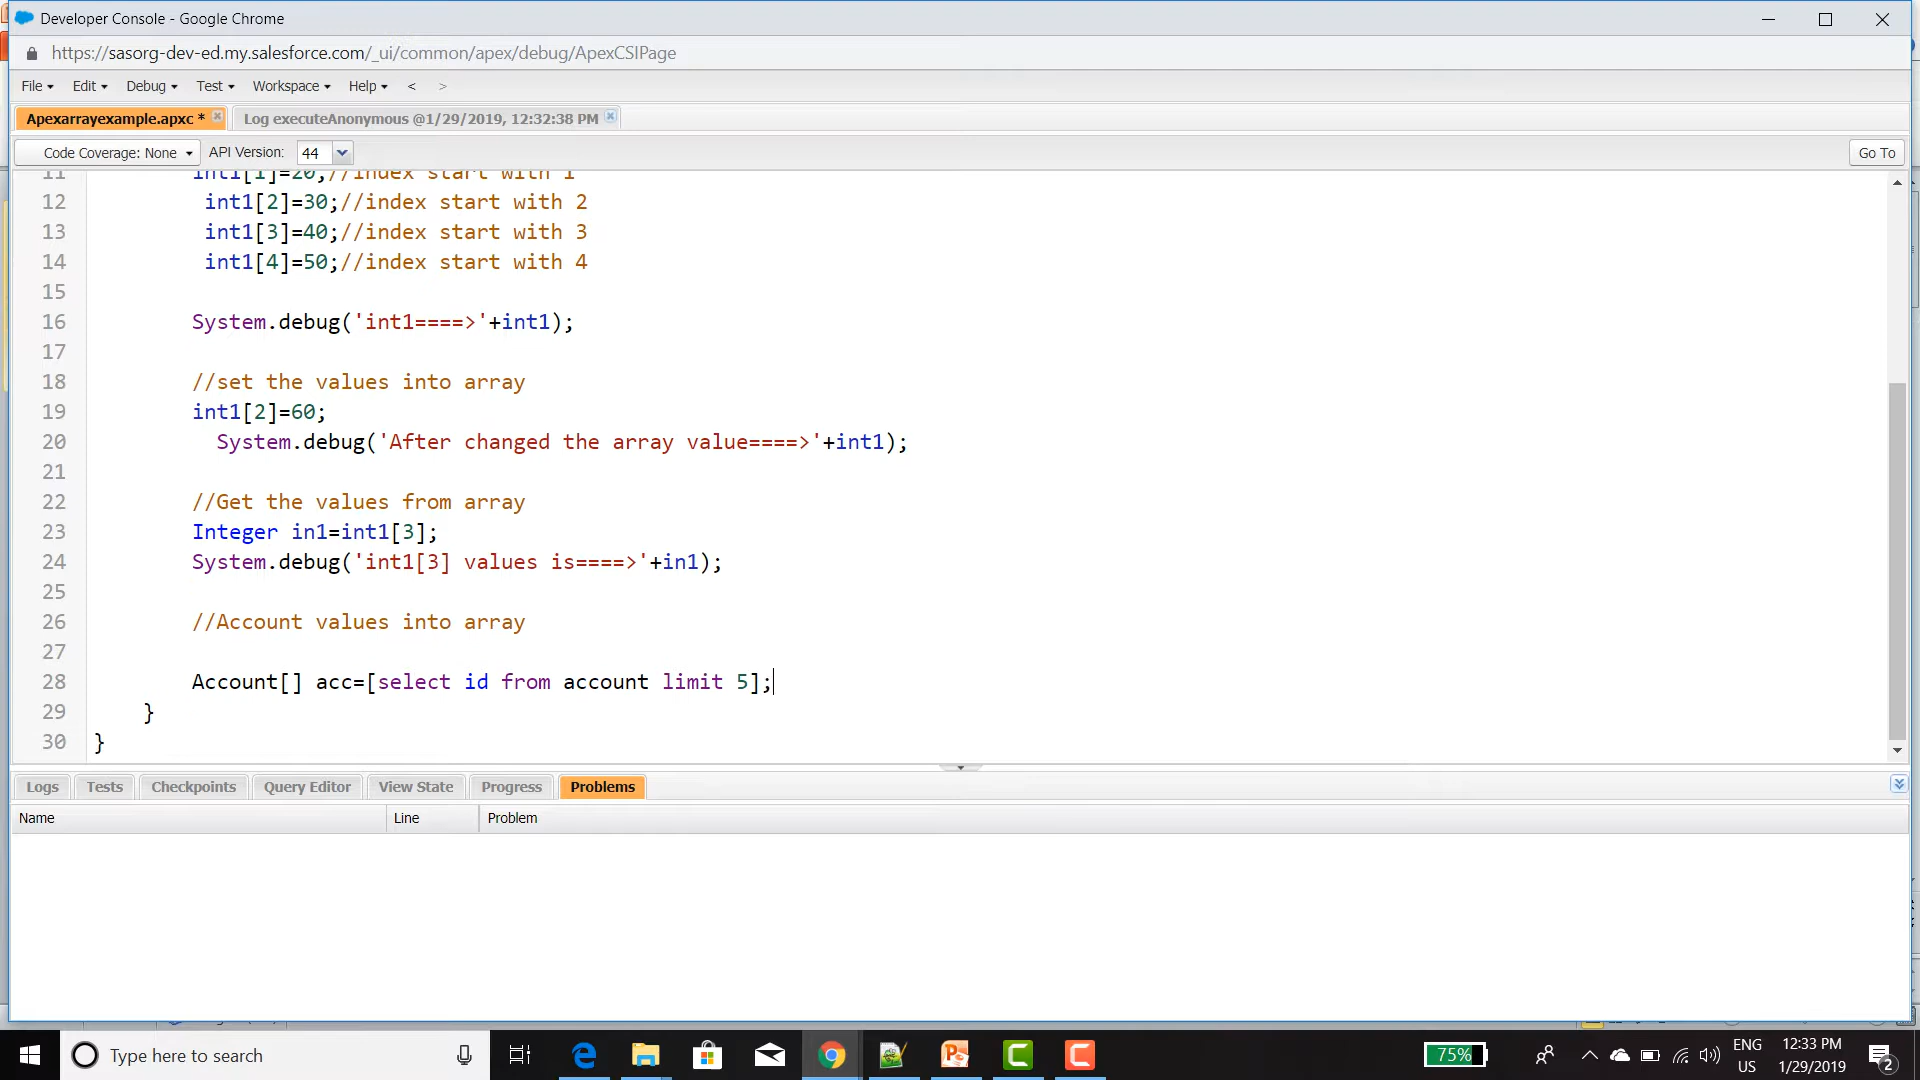 Developer Console - Google Chrome
https://sasorg-dev-ed.my.salesforce.com/_ui/common/apex/debug/ApexCSIPage
File Edit Debug Test Workspace Help < >
Apexarrayexample.apxc * Log executeAnonymous @1/29/2019, 12:32:38 PM
Code Coverage: None API Version: 44 Go To
11 int1[1]=20;//index start with 1
12 int1[2]=30;//index start with 2
13 int1[3]=40;//index start with 3
14 int1[4]=50;//index start with 4
15
16 System.debug('int1====>'+int1);
17
18 //set the values into array
19 int1[2]=60;
20 System.debug('After changed the array value====>'+int1);
21
22 //Get the values from array
23 Integer in1=int1[3];
24 System.debug('int1[3] values is====>'+in1);
25
26 //Account values into array
27
28 Account[] acc=[select id from account limit 5];
29 }
30 }
Logs Tests Checkpoints Query Editor View State Progress Problems
Name Line Problem
Type here to search
75%
ENG
US
12:33 PM
1/29/2019
2